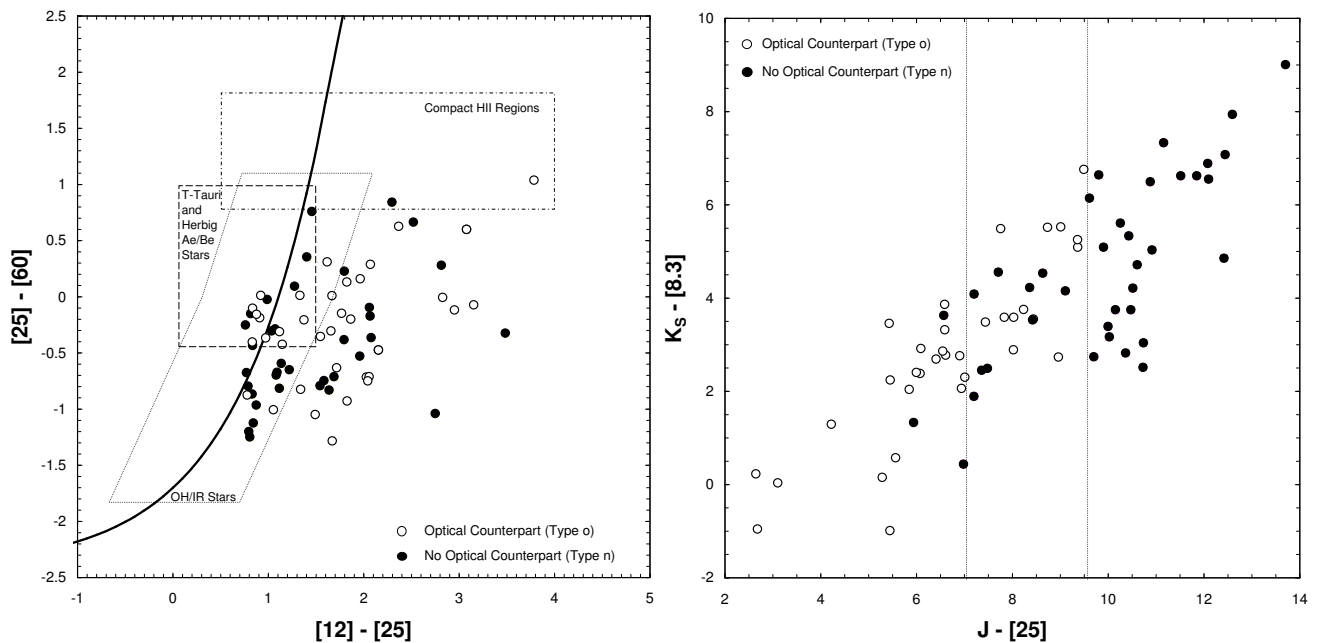 2.5
2
1.5
1
0.5
0
-0.5
-1
-1.5
-2
-2.5
[25] - [60]
Compact HII Regions
T-Tauri
and
Herbig
Ae/Be
Stars
OH/IR Stars
Optical Counterpart (Type o)
No Optical Counterpart (Type n)
-1 0 1 2 3 4 5
[12] - [25]
10
8
6
4
2
0
-2
K_S - [8.3]
Optical Counterpart (Type o)
No Optical Counterpart (Type n)
2 4 6 8 10 12 14
J - [25]